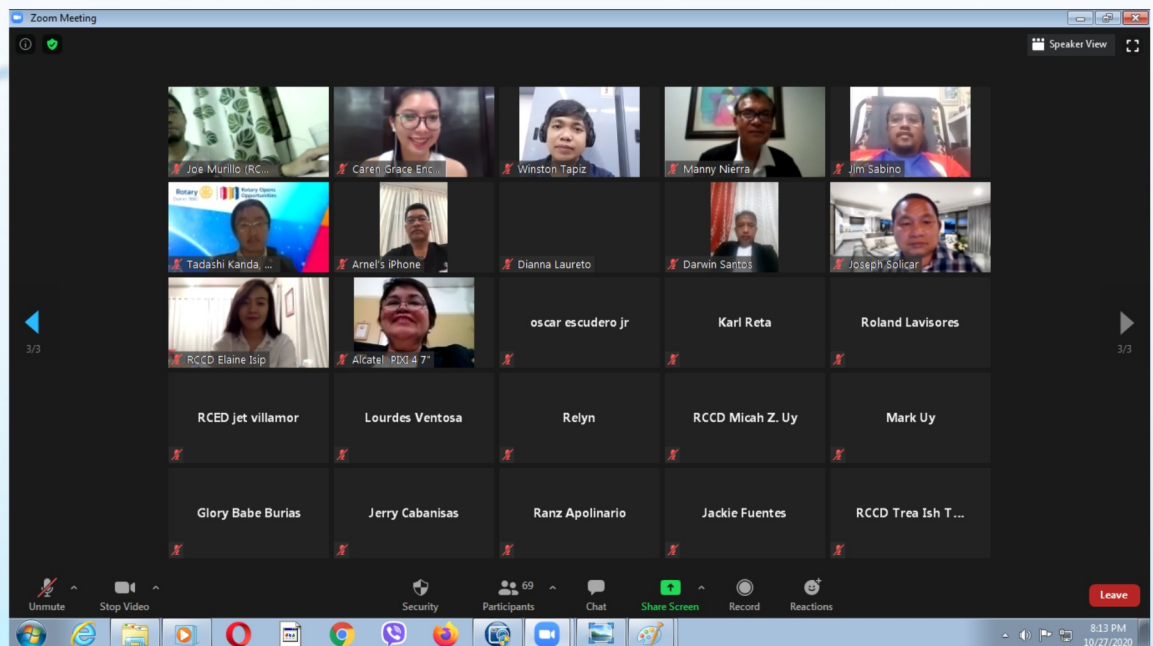 Zoom Meeting
Speaker View
Joe Murillo (RC...
Caren Grace Enc...
Winston Tapiz
Manny Nierra
Jim Sabino
Rotary
Rotary Opens
Opportunities
Tadashi Kanda, ...
Arnel's iPhone
Dianna Laureto
Darwin Santos
Joseph Solicar
RCCD Elaine Isip
Alcatel PIXI 4 7"
oscar escudero jr
Karl Reta
Roland Lavisores
3/3
3/3
RCED jet villamor
Lourdes Ventosa
Relyn
RCCD Micah Z. Uy
Mark Uy
Glory Babe Burias
Jerry Cabanisas
Ranz Apolinario
Jackie Fuentes
RCCD Trea Ish T...
69
Unmute
Stop Video
Security
Participants
Chat
Share Screen
Record
Reactions
Leave
8:13 PM
10/27/2020